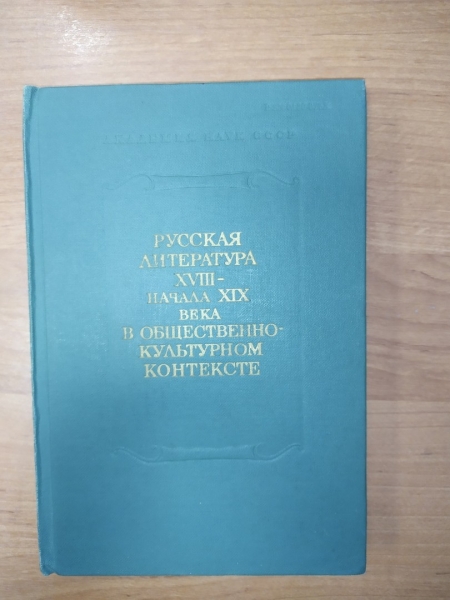 АКАДЕМИЯ НАУК СССР
РУССКАЯ
ЛИТЕРАТУРА
XVIII–
НАЧАЛА XIX
ВЕКА
В ОБЩЕСТВЕННО-
КУЛЬТУРНОМ
КОНТЕКСТЕ